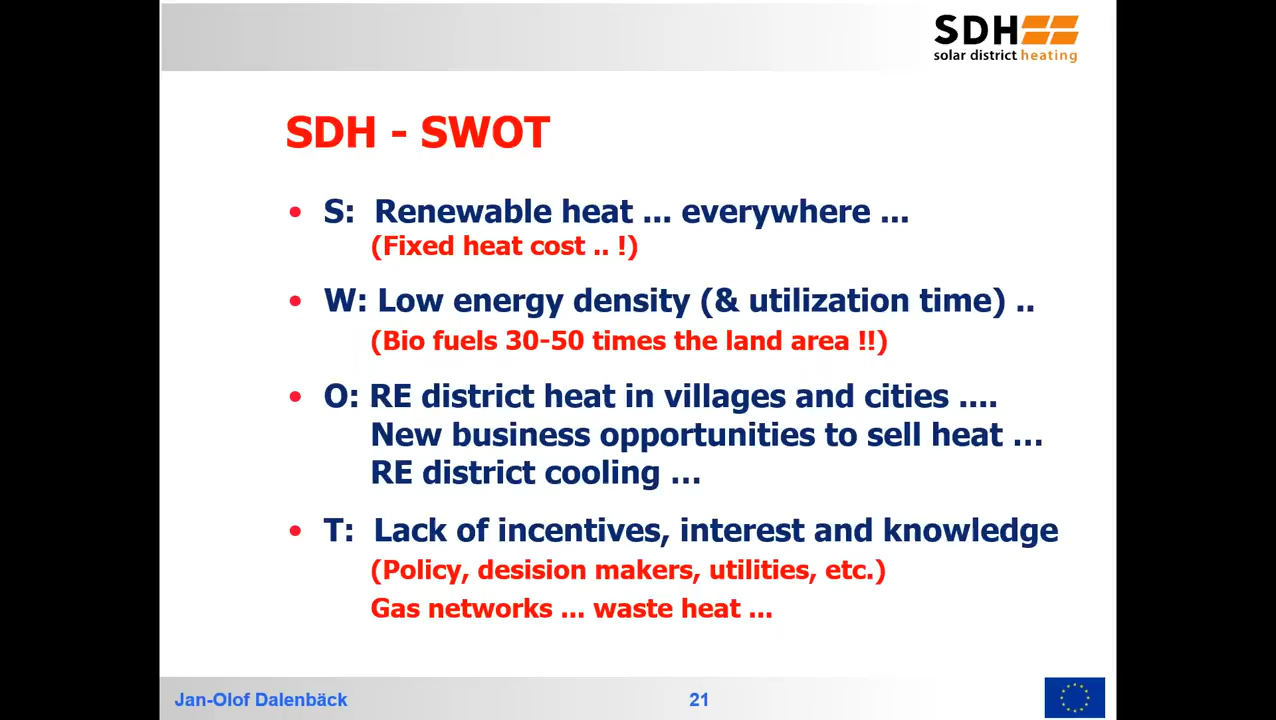 SDH
solar district heating
SDH - SWOT
• S: Renewable heat ... everywhere ...
(Fixed heat cost .. !)
• W: Low energy density (& utilization time) ..
(Bio fuels 30-50 times the land area !!)
• O: RE district heat in villages and cities ....
New business opportunities to sell heat ...
RE district cooling ...
• T: Lack of incentives, interest and knowledge
(Policy, desision makers, utilities, etc.)
Gas networks ... waste heat ...
Jan-Olof Dalenbäck 21